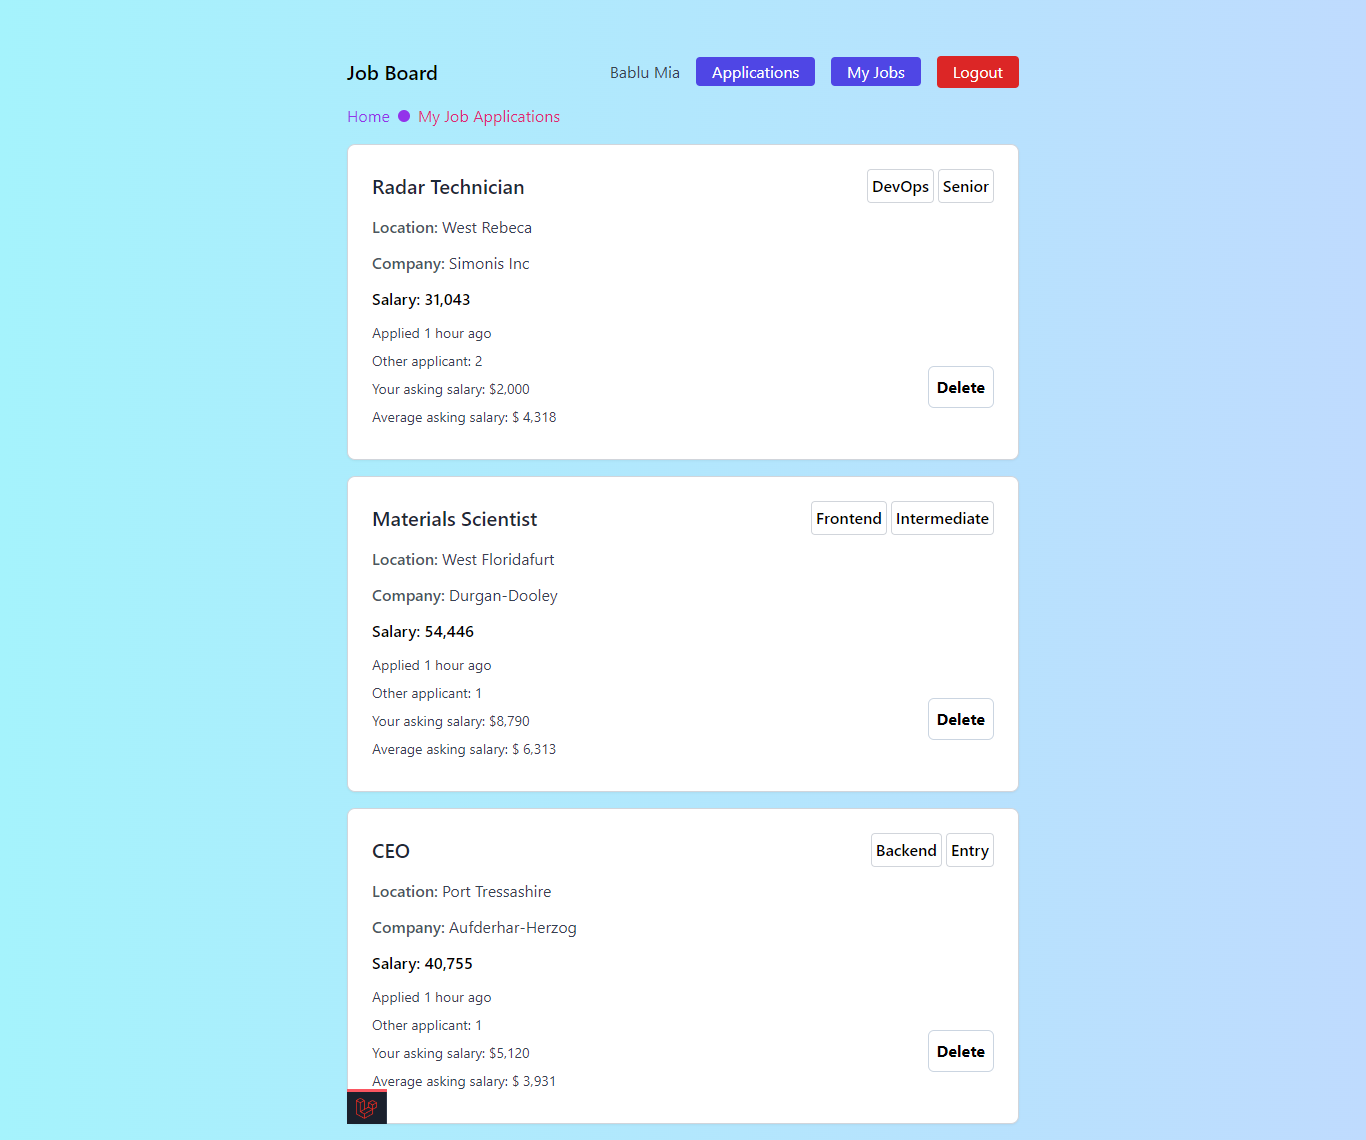 Job Board
Bablu Mia Applications My Jobs Logout
Home My Job Applications
Radar Technician DevOps Senior
Location: West Rebeca
Company: Simonis Inc
Salary: 31,043
Applied 1 hour ago
Other applicant: 2
Your asking salary: $2,000
Average asking salary: $ 4,318
Delete
Materials Scientist Frontend Intermediate
Location: West Floridafurt
Company: Durgan-Dooley
Salary: 54,446
Applied 1 hour ago
Other applicant: 1
Your asking salary: $8,790
Average asking salary: $ 6,313
Delete
CEO Backend Entry
Location: Port Tressashire
Company: Aufderhar-Herzog
Salary: 40,755
Applied 1 hour ago
Other applicant: 1
Your asking salary: $5,120
Average asking salary: $ 3,931
Delete